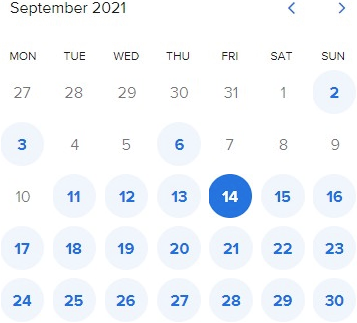 September 2021
MON TUE WED THU FRI SAT SUN
27 28 29 30 31 1 2
3 4 5 6 7 8 9
10 11 12 13 14 15 16
17 18 19 20 21 22 23
24 25 26 27 28 29 30